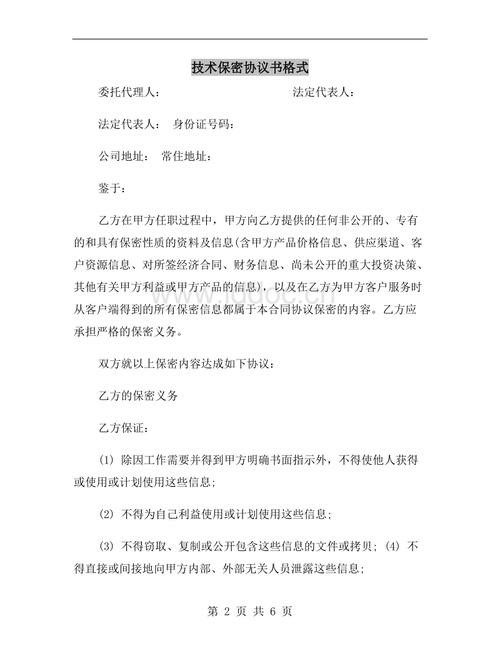 技术保密协议书格式
委托代理人: 法定代表人:
法定代表人: 身份证号码:
公司地址: 常住地址:
鉴于:
乙方在甲方任职过程中，甲方向乙方提供的任何非公开的、专有
的和具有保密性质的资料及信息(含甲方产品价格信息、供应渠道、客
户资源信息、对所签经济合同、财务信息、尚未公开的重大投资决策、
其他有关甲方利益或甲方产品的信息)，以及在乙方为甲方客户服务时
从客户端得到的所有保密信息都属于本合同协议保密的内容。乙方应
承担严格的保密义务。
双方就以上保密内容达成如下协议:
乙方的保密义务
乙方保证:
(1) 除因工作需要并得到甲方明确书面指示外，不得使他人获得
或使用或计划使用这些信息;
(2) 不得为自己利益使用或计划使用这些信息;
(3) 不得窃取、复制或公开包含这些信息的文件或拷贝; (4) 不
得直接或间接地向甲方内部、外部无关人员泄露这些信息;
第 2 页 共 6 页